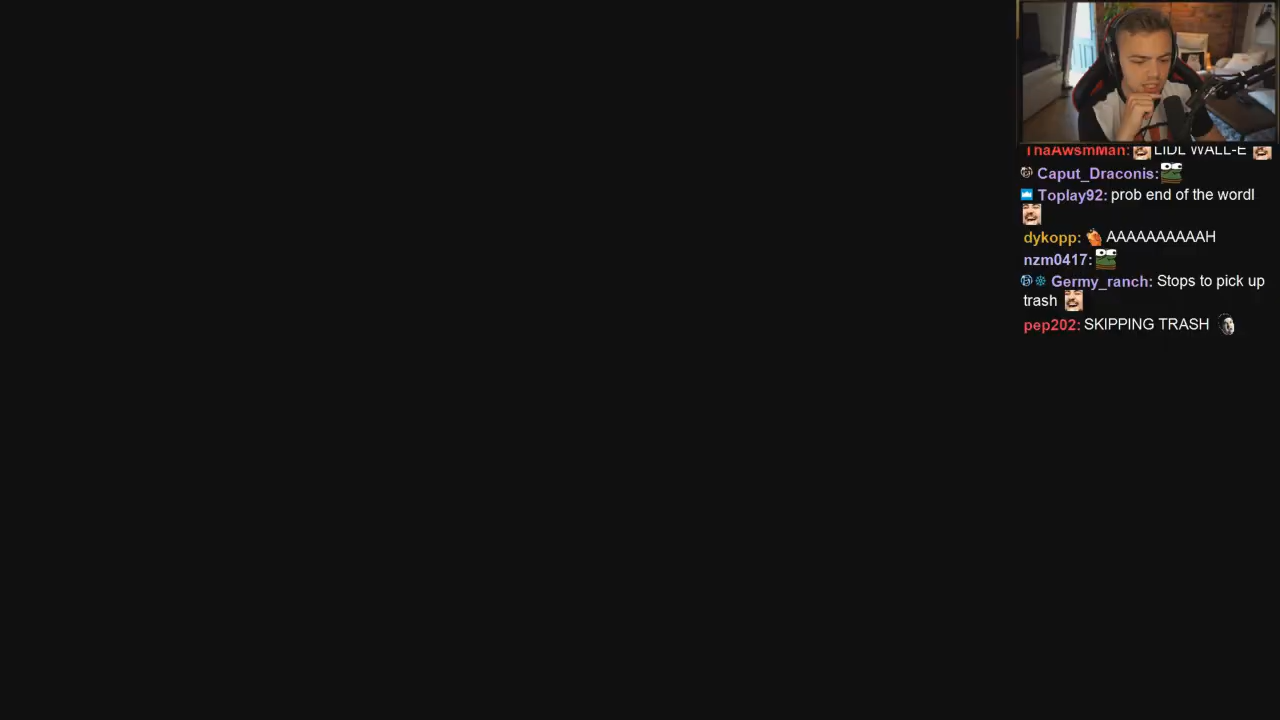 ThaAwsmMan: LIDL WALL-E
Caput_Draconis:
Toplay92: prob end of the wordl
dykopp: AAAAAAAAAAH
nzm0417:
Germy_ranch: Stops to pick up
trash
pep202: SKIPPING TRASH